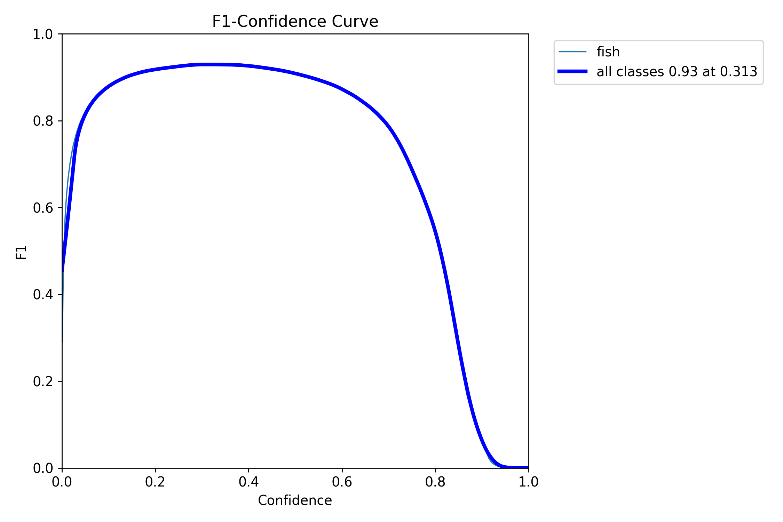 F1-Confidence Curve
fish
all classes 0.93 at 0.313
1.0
0.8
0.6
0.4
0.2
0.0
F1
0.0 0.2 0.4 0.6 0.8 1.0
Confidence